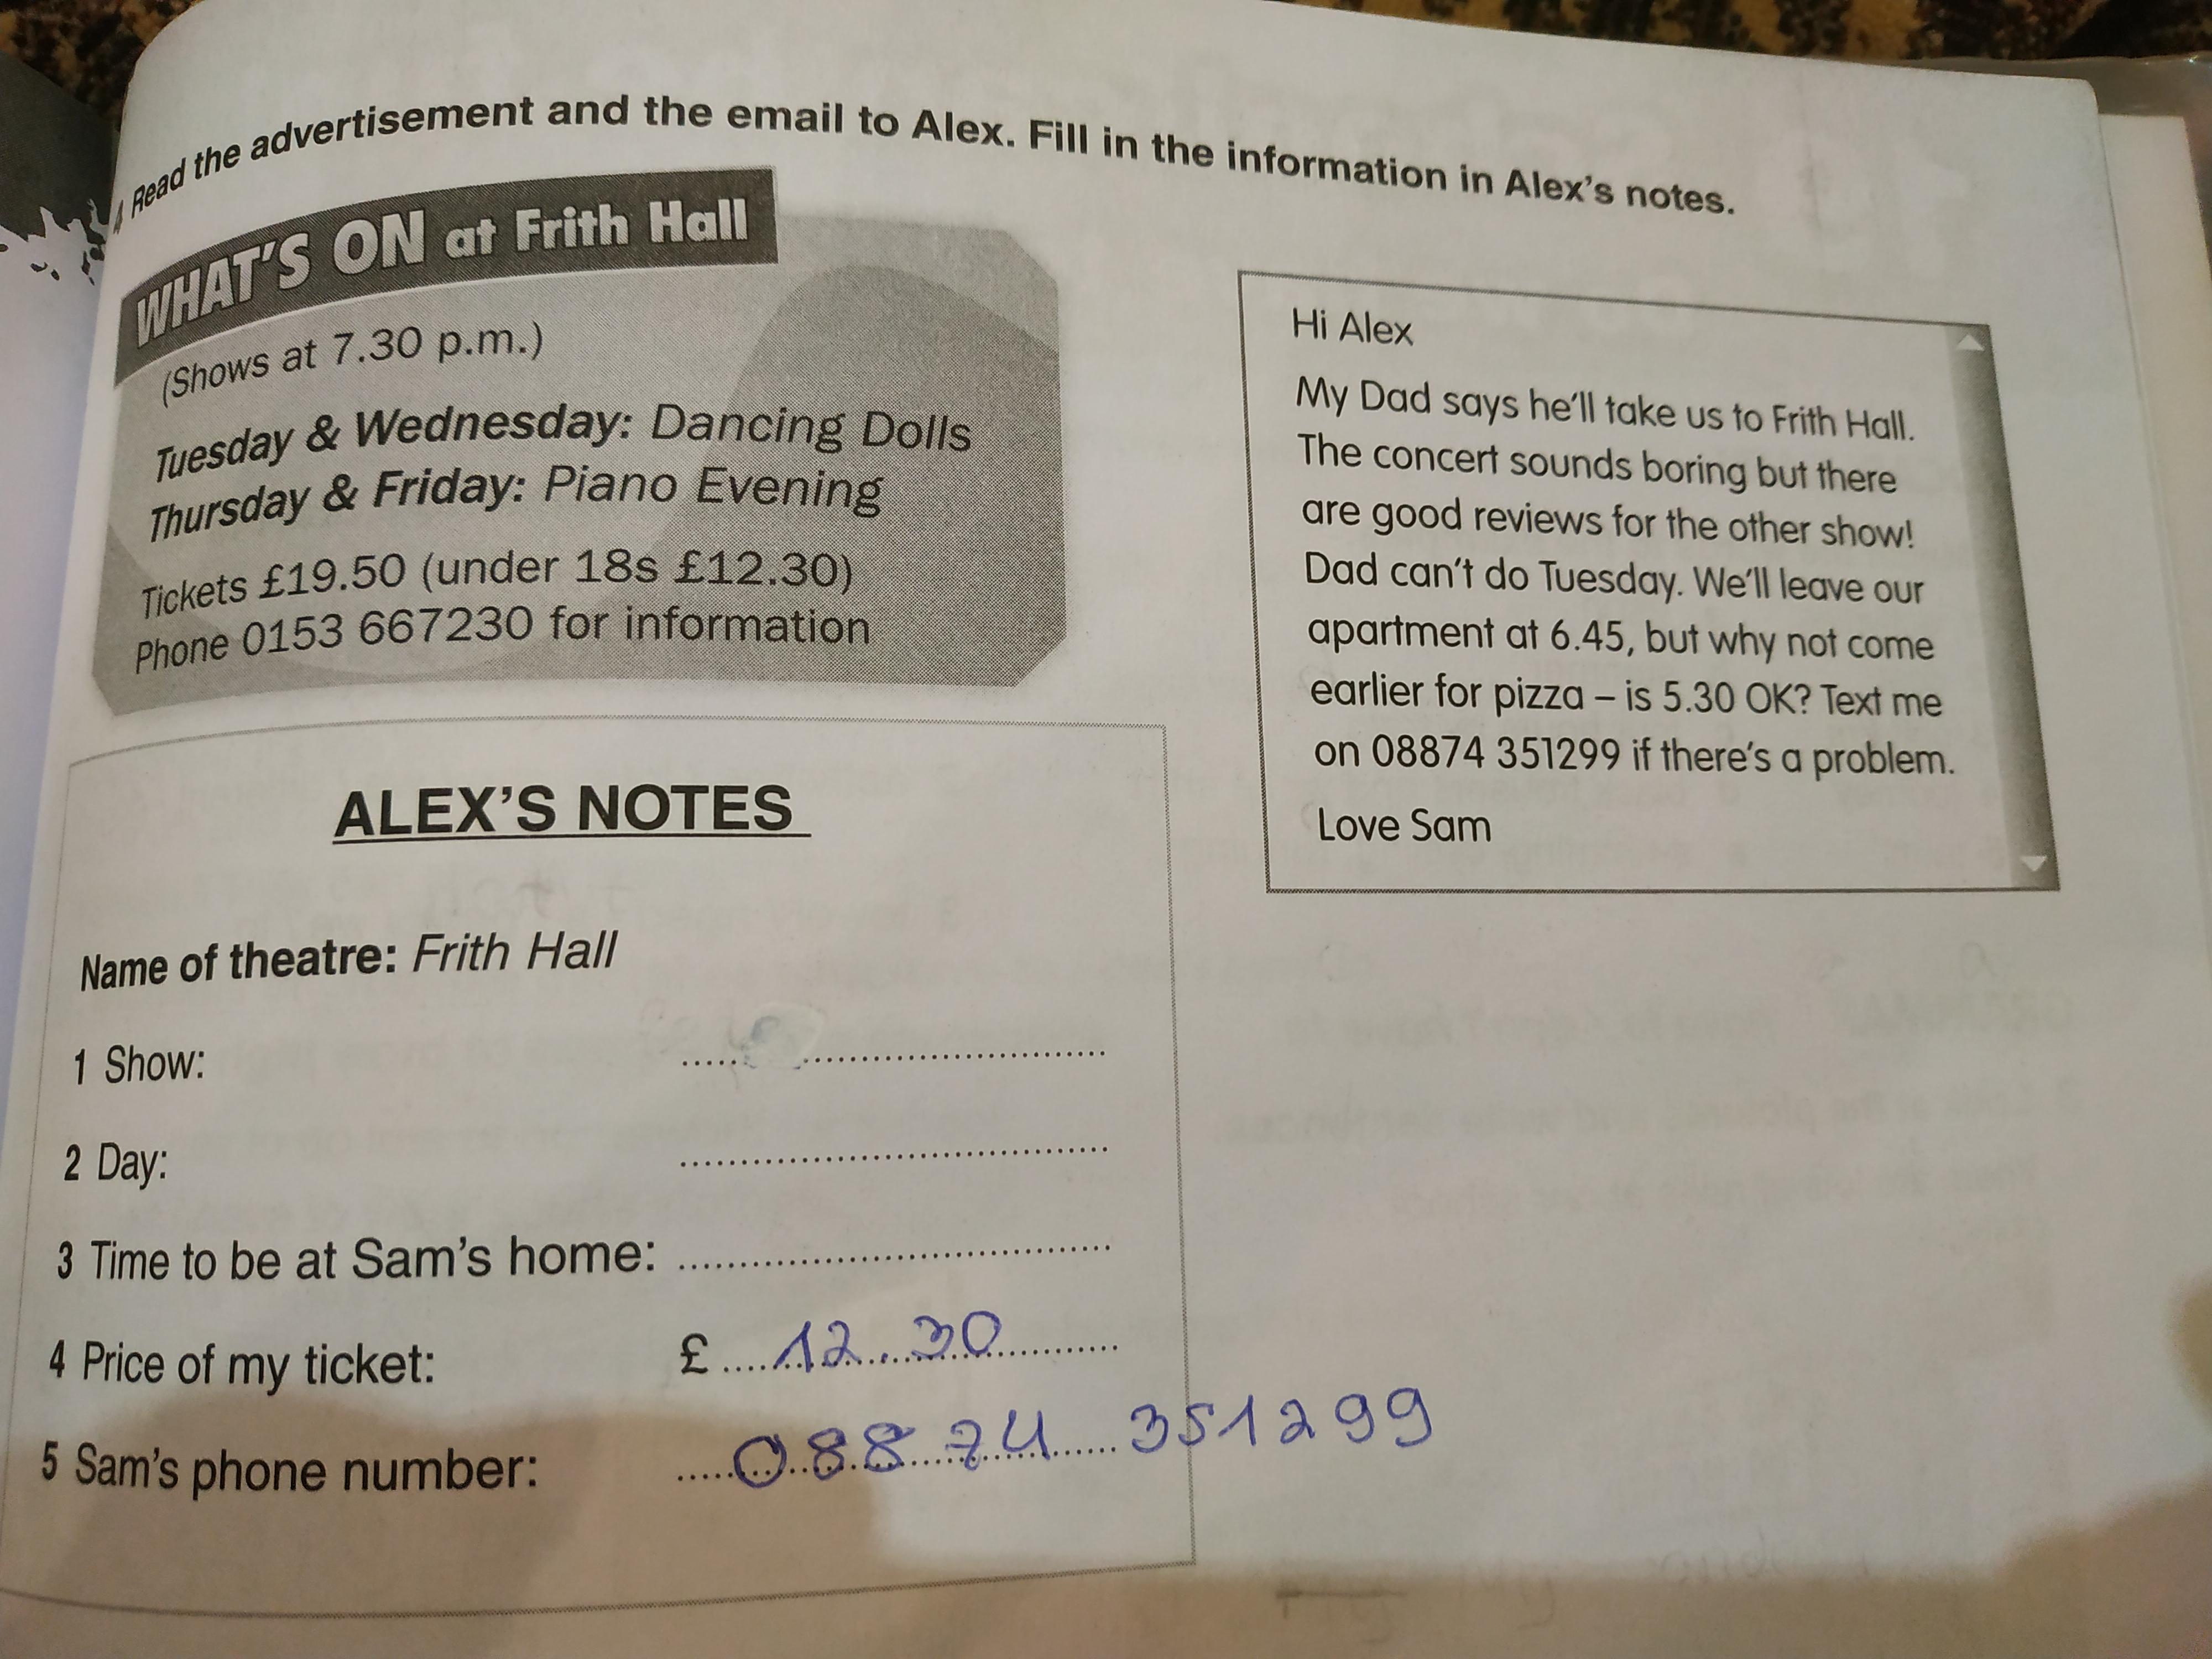 4 Read the advertisement and the email to Alex. Fill in the information in Alex's notes.
WHAT'S ON at Frith Hall
(Shows at 7.30 p.m.)
Tuesday & Wednesday: Dancing Dolls
Thursday & Friday: Piano Evening
Tickets £19.50 (under 18s £12.30)
Phone 0153 667230 for information
Hi Alex
My Dad says he'll take us to Frith Hall.
The concert sounds boring but there
are good reviews for the other show!
Dad can't do Tuesday. We'll leave our
apartment at 6.45, but why not come
earlier for pizza – is 5.30 OK? Text me
on 08874 351299 if there's a problem.
Love Sam
ALEX'S NOTES
Name of theatre: Frith Hall
1 Show: ....................
2 Day: ....................
3 Time to be at Sam's home: ....................
4 Price of my ticket: £ 12.30
5 Sam's phone number: 08874 351299